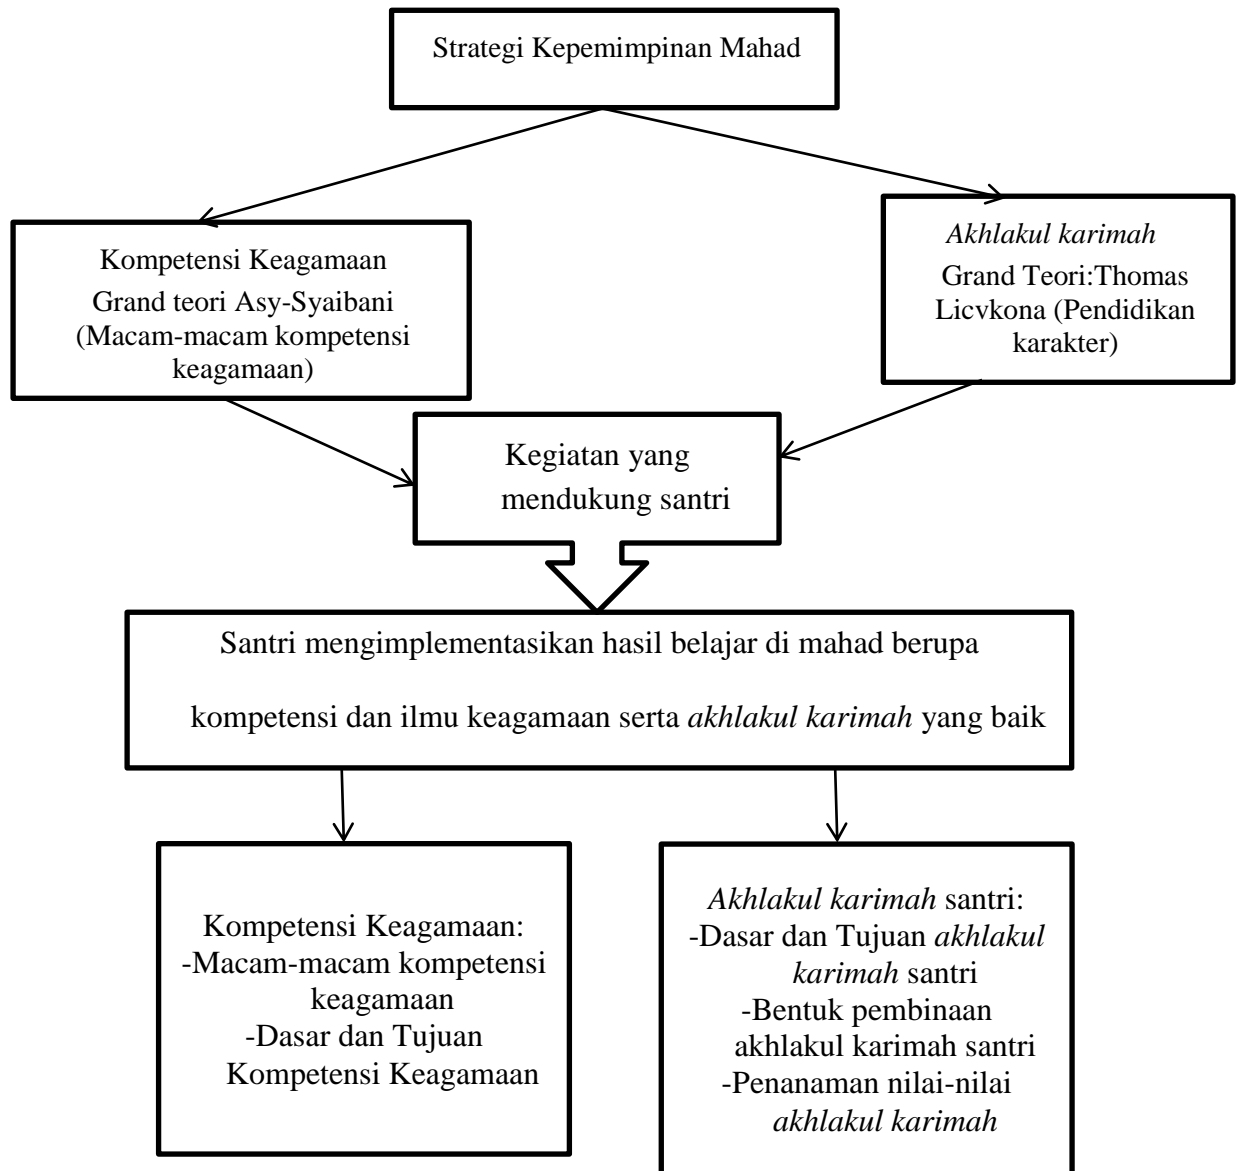 Strategi Kepemimpinan Mahad
Kompetensi Keagamaan
Grand teori Asy-Syaibani
(Macam-macam kompetensi
keagamaan)
Akhlakul karimah
Grand Teori:Thomas
Licvkona (Pendidikan
karakter)
Kegiatan yang
mendukung santri
Santri mengimplementasikan hasil belajar di mahad berupa
kompetensi dan ilmu keagamaan serta akhlakul karimah yang baik
Kompetensi Keagamaan:
-Macam-macam kompetensi
keagamaan
-Dasar dan Tujuan
Kompetensi Keagamaan
Akhlakul karimah santri:
-Dasar dan Tujuan akhlakul
karimah santri
-Bentuk pembinaan
akhlakul karimah santri
-Penanaman nilai-nilai
akhlakul karimah